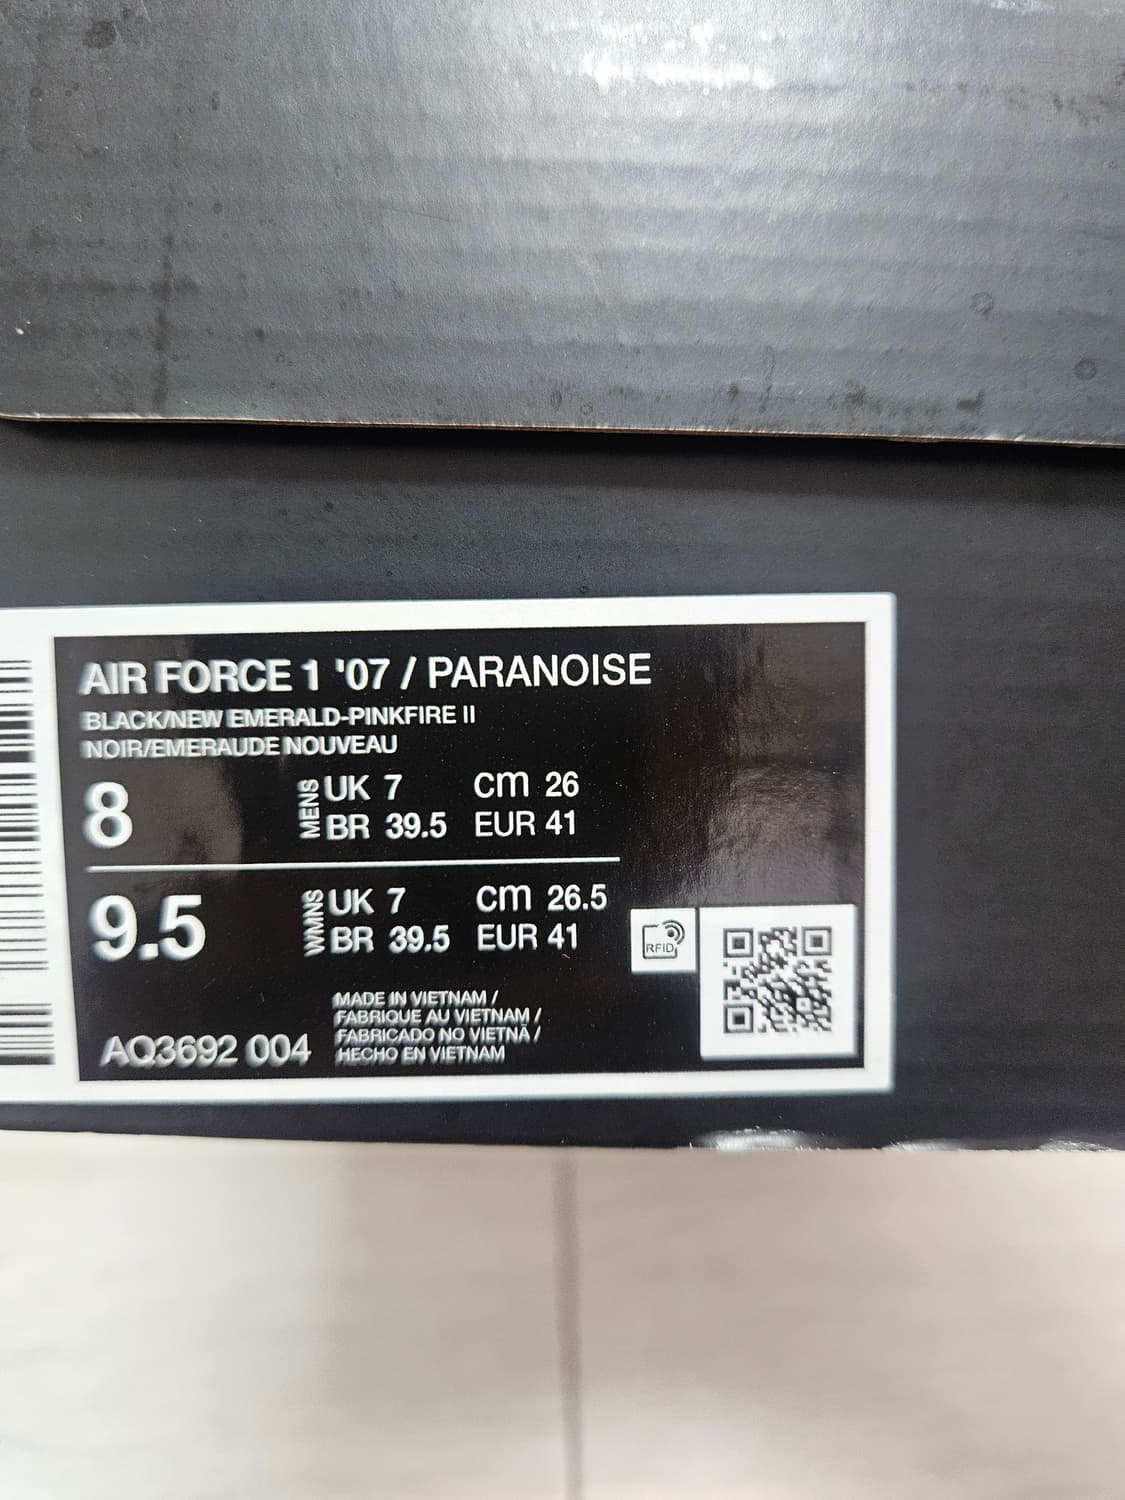 AIR FORCE 1 '07 / PARANOISE
BLACK/NEW EMERALD-PINKFIRE II
NOIR/EMERAUDE NOUVEAU
8 MENS UK 7 cm 26
BR 39.5 EUR 41
9.5 WMNS UK 7 cm 26.5
BR 39.5 EUR 41
RFID
MADE IN VIETNAM /
FABRIQUE AU VIETNAM /
FABRICADO NO VIETNÃ /
HECHO EN VIETNAM
AQ3692 004